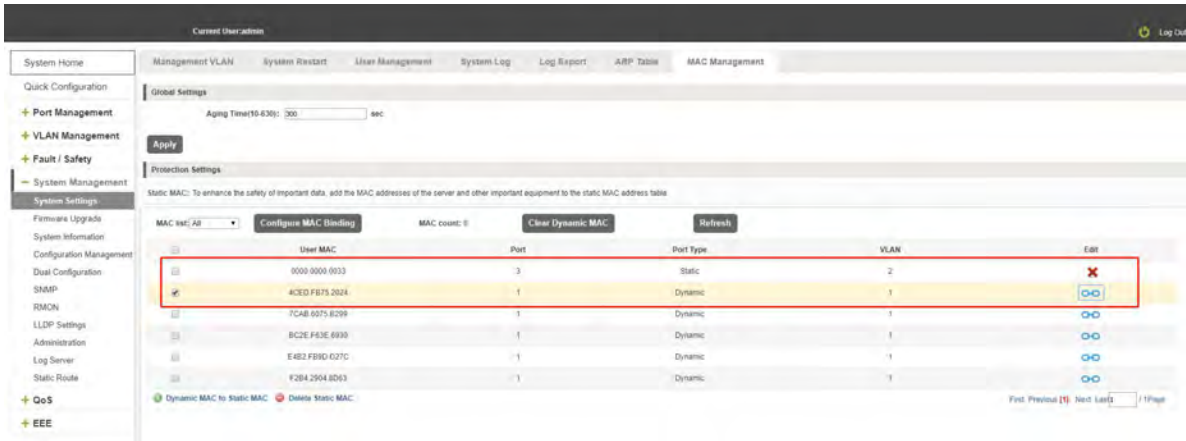 Current User:admin
Log Out
System Home
Quick Configuration
Port Management
VLAN Management
Fault / Safety
System Management
System Settings
Firmware Upgrade
System Information
Configuration Management
Dual Configuration
SNMP
RMON
LLDP Settings
Administration
Log Server
Static Route
QoS
EEE
Management VLAN System Restart User Management System Log Log Report ARP Table MAC Management
Global Settings
Aging Time(10-630): 300 sec
Apply
Protection Settings
Static MAC: To enhance the safety of important data, add the MAC addresses of the server and other important equipment to the static MAC address table
MAC list: All Configure MAC Binding MAC count: 6 Clear Dynamic MAC Refresh
User MAC Port Port Type VLAN Edit
0000.0000.0033 3 Static 2
4CED.FB75.2024 1 Dynamic 1
7CAB.6075.B299 1 Dynamic 1
BC2E.F63E.6930 1 Dynamic 1
E4B2.FB9D.D27C 1 Dynamic 1
F2B4.2904.8D63 1 Dynamic 1
Dynamic MAC to Static MAC Delete Static MAC
First Previous [1] Next Last 1 / 1Page